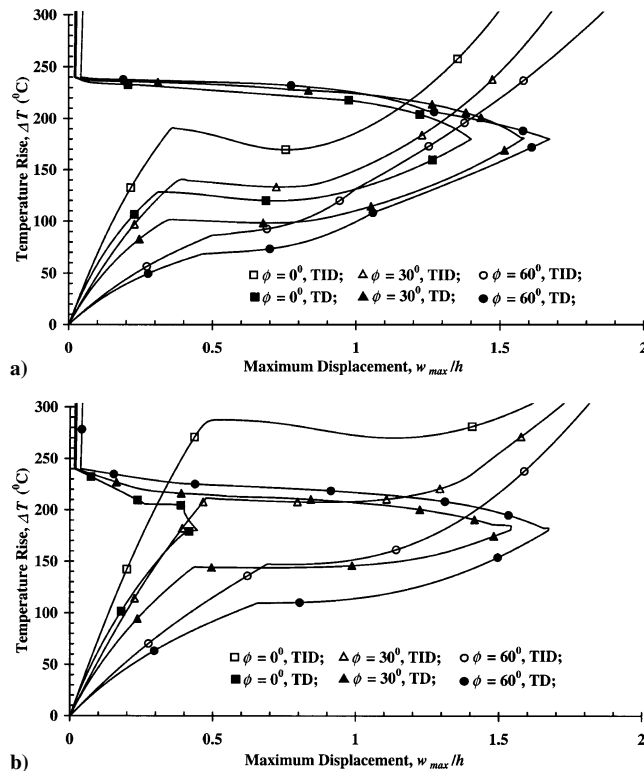 300
250
200
150
100
50
0
Temperature Rise, ΔT (⁰C)
□ ϕ = 0⁰, TID; △ ϕ = 30⁰, TID; ○ ϕ = 60⁰, TID;
■ ϕ = 0⁰, TD; ▲ ϕ = 30⁰, TD; ● ϕ = 60⁰, TD;
0 0.5 1 1.5 2
a) Maximum Displacement, w max/h
300
250
200
150
100
50
0
Temperature Rise, ΔT (⁰C)
□ ϕ = 0⁰, TID; △ ϕ = 30⁰, TID; ○ ϕ = 60⁰, TID;
■ ϕ = 0⁰, TD; ▲ ϕ = 30⁰, TD; ● ϕ = 60⁰, TD;
0 0.5 1 1.5 2
b) Maximum Displacement, w max/h